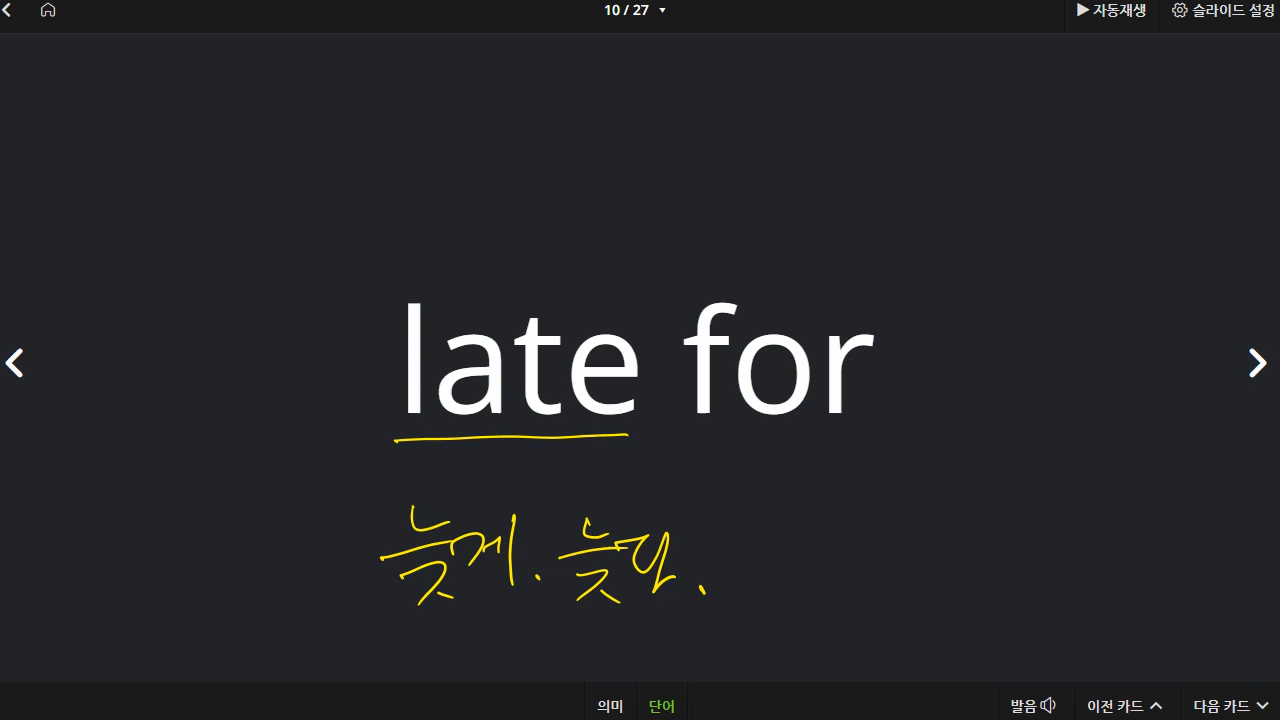 10 / 27
자동재생
슬라이드 설정
late for
늦게. 늦은.
의미
단어
발음
이전 카드
다음 카드